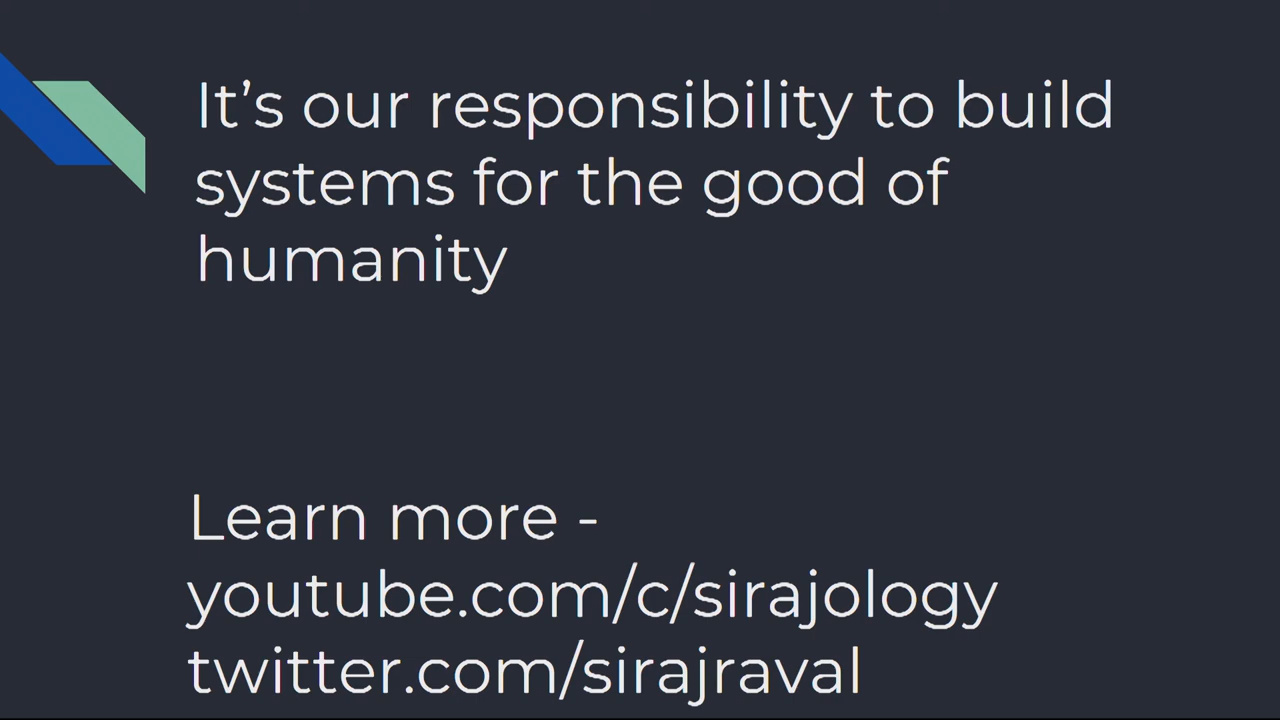 It’s our responsibility to build
systems for the good of
humanity
Learn more -
youtube.com/c/sirajology
twitter.com/sirajraval